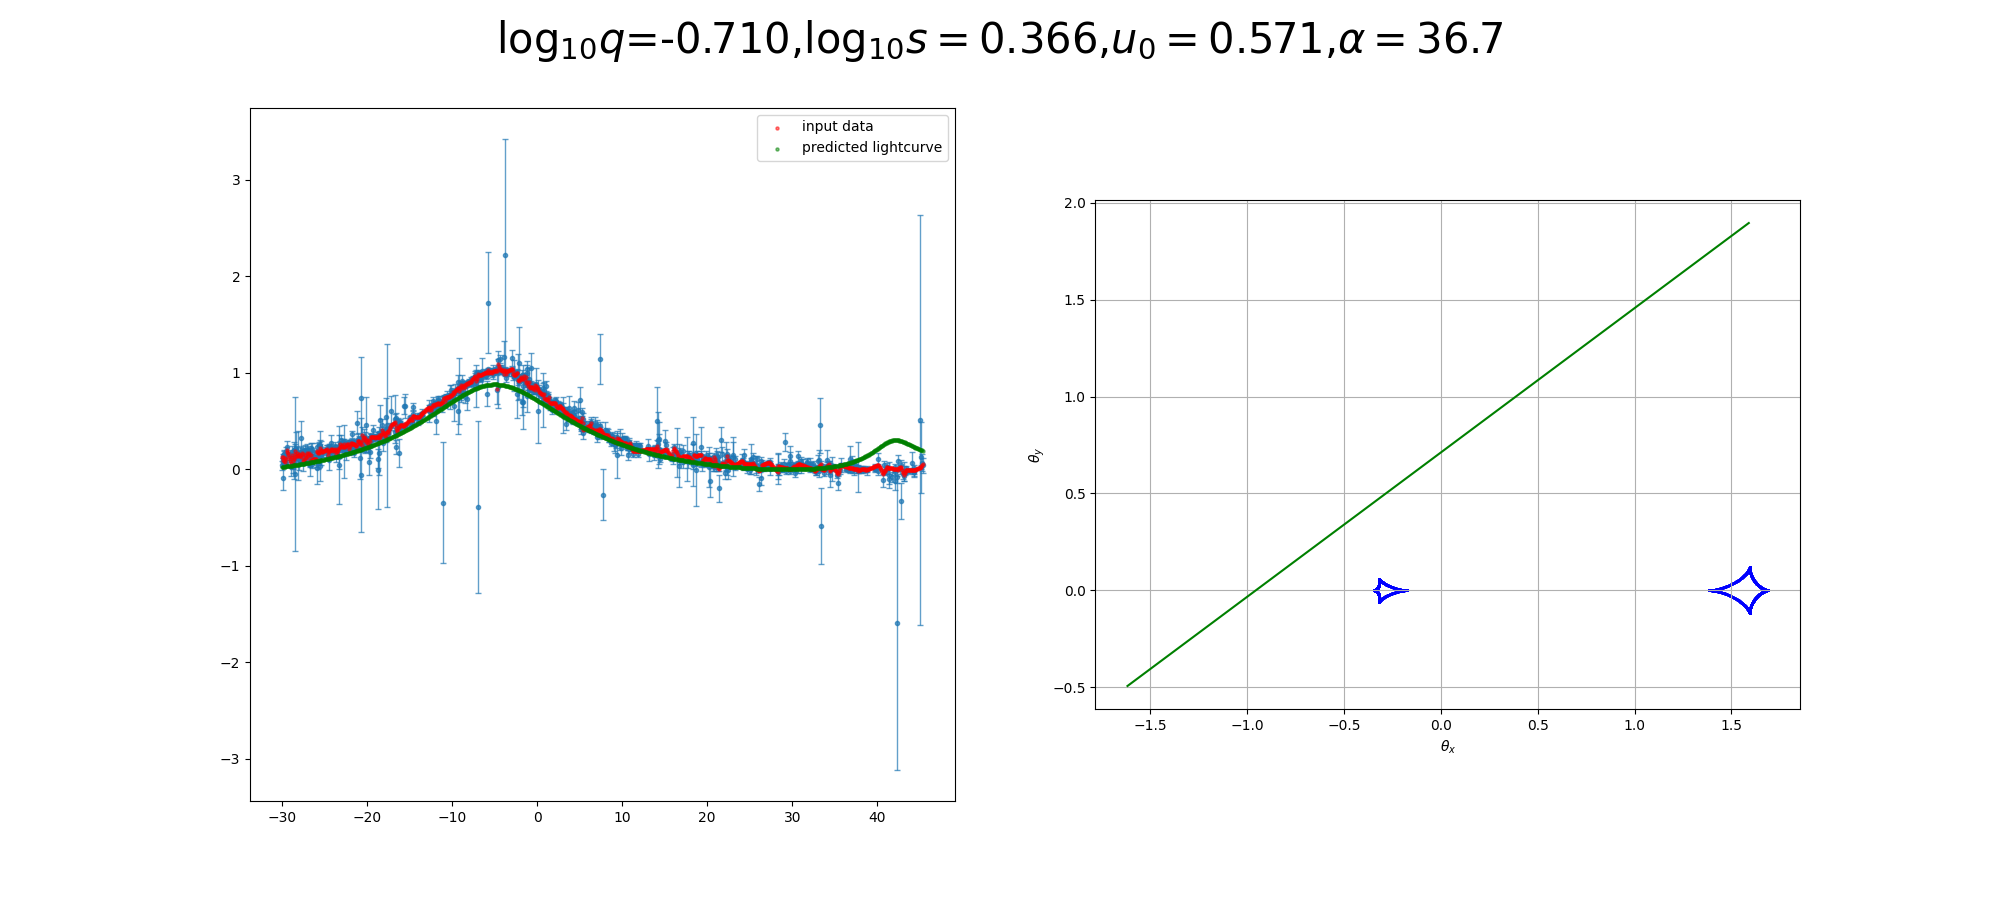 log₁₀q=-0.710,log₁₀s = 0.366,u₀ = 0.571,α = 36.7
input data
predicted lightcurve
3
2
1
0
−1
−2
−3
−30 −20 −10 0 10 20 30 40
2.0
1.5
1.0
0.5
0.0
−0.5
θy
−1.5 −1.0 −0.5 0.0 0.5 1.0 1.5
θx